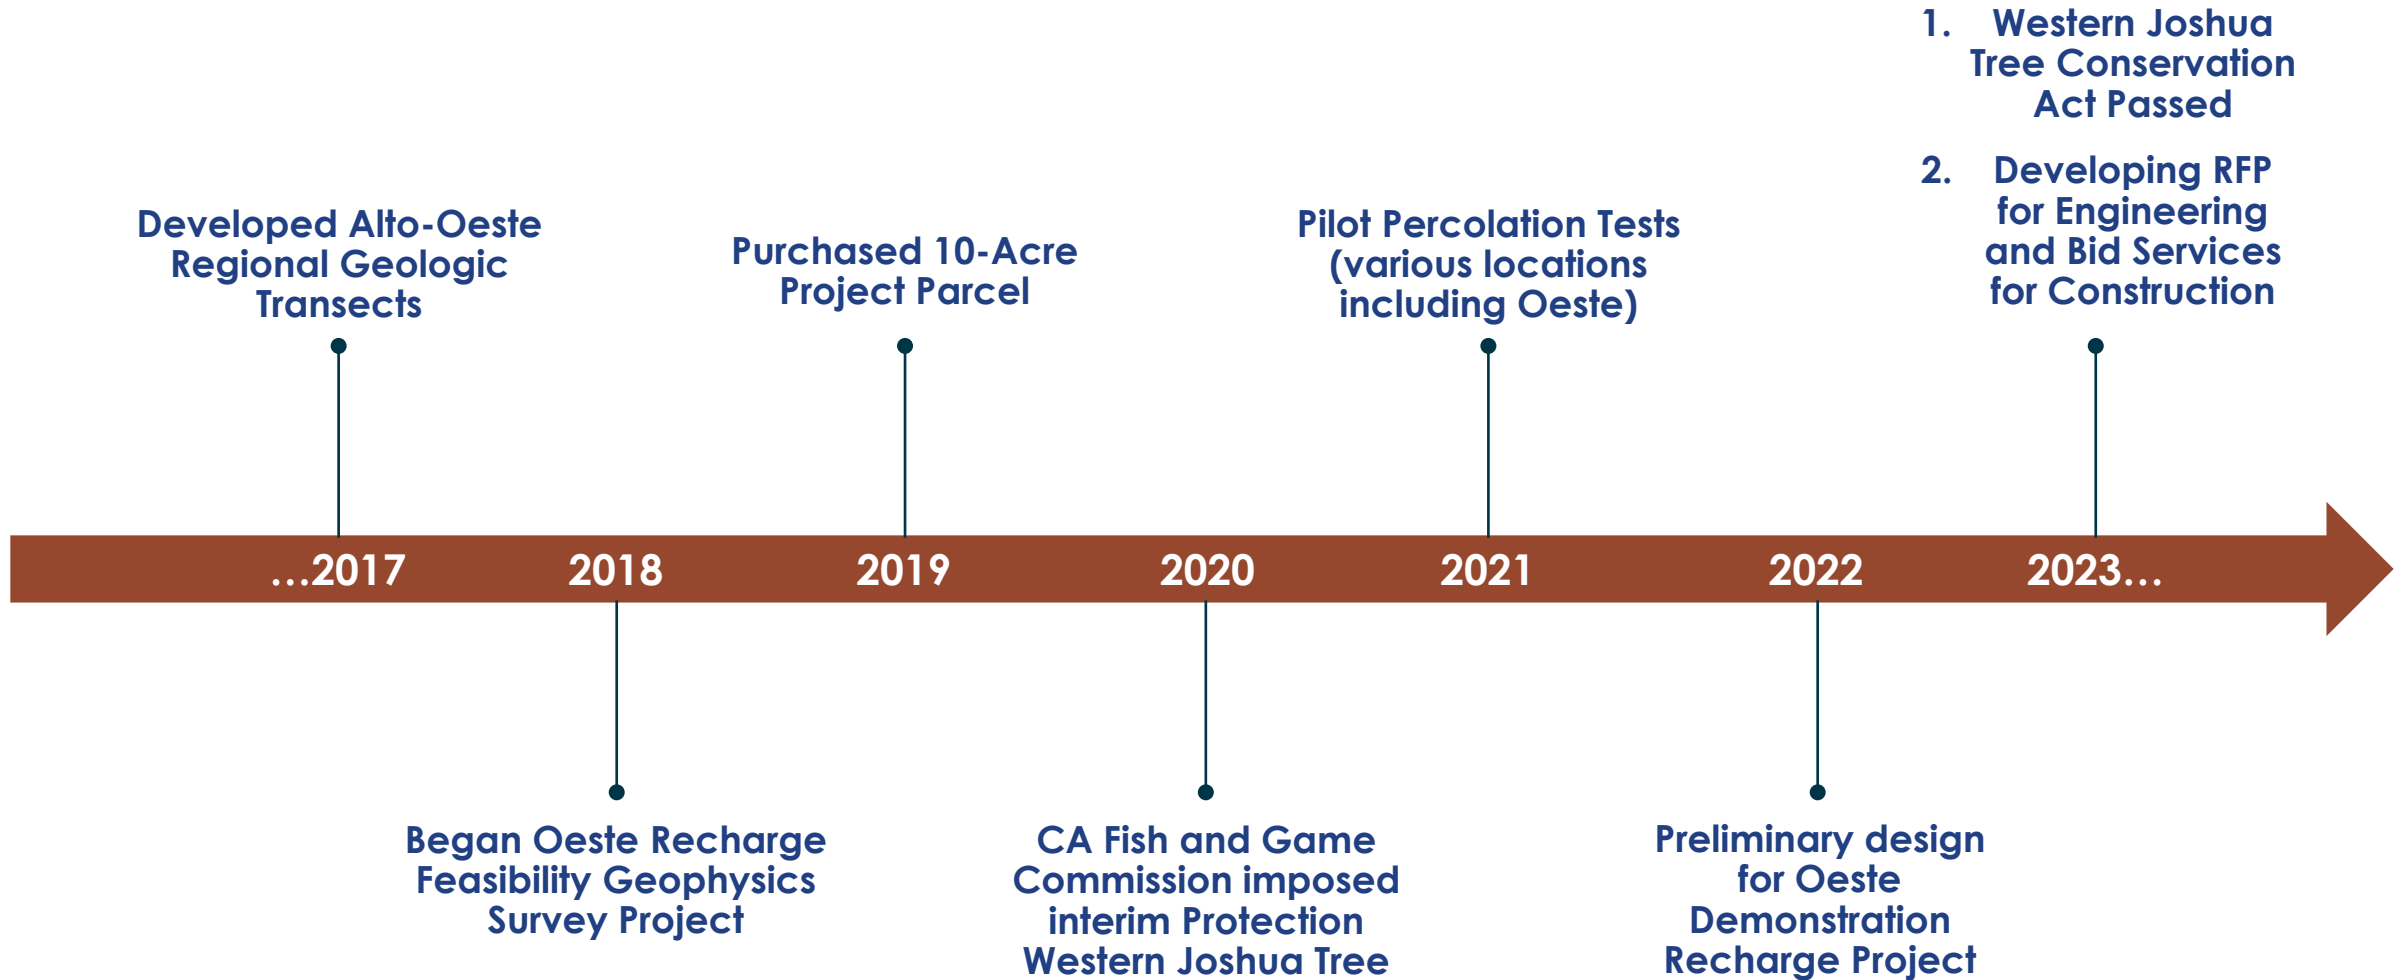 1. Western Joshua
Tree Conservation
Act Passed
2. Developing RFP
for Engineering
and Bid Services
for Construction
Developed Alto-Oeste
Regional Geologic
Transects
Purchased 10-Acre
Project Parcel
Pilot Percolation Tests
(various locations
including Oeste)
...2017
2018
2019
2020
2021
2022
2023...
Began Oeste Recharge
Feasibility Geophysics
Survey Project
CA Fish and Game
Commission imposed
interim Protection
Western Joshua Tree
Preliminary design
for Oeste
Demonstration
Recharge Project